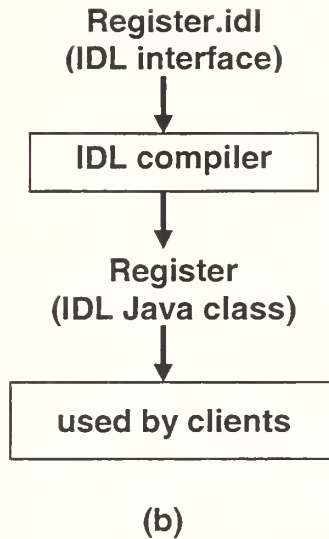 Register.idl
(IDL interface)
IDL compiler
Register
(IDL Java class)
used by clients
(b)